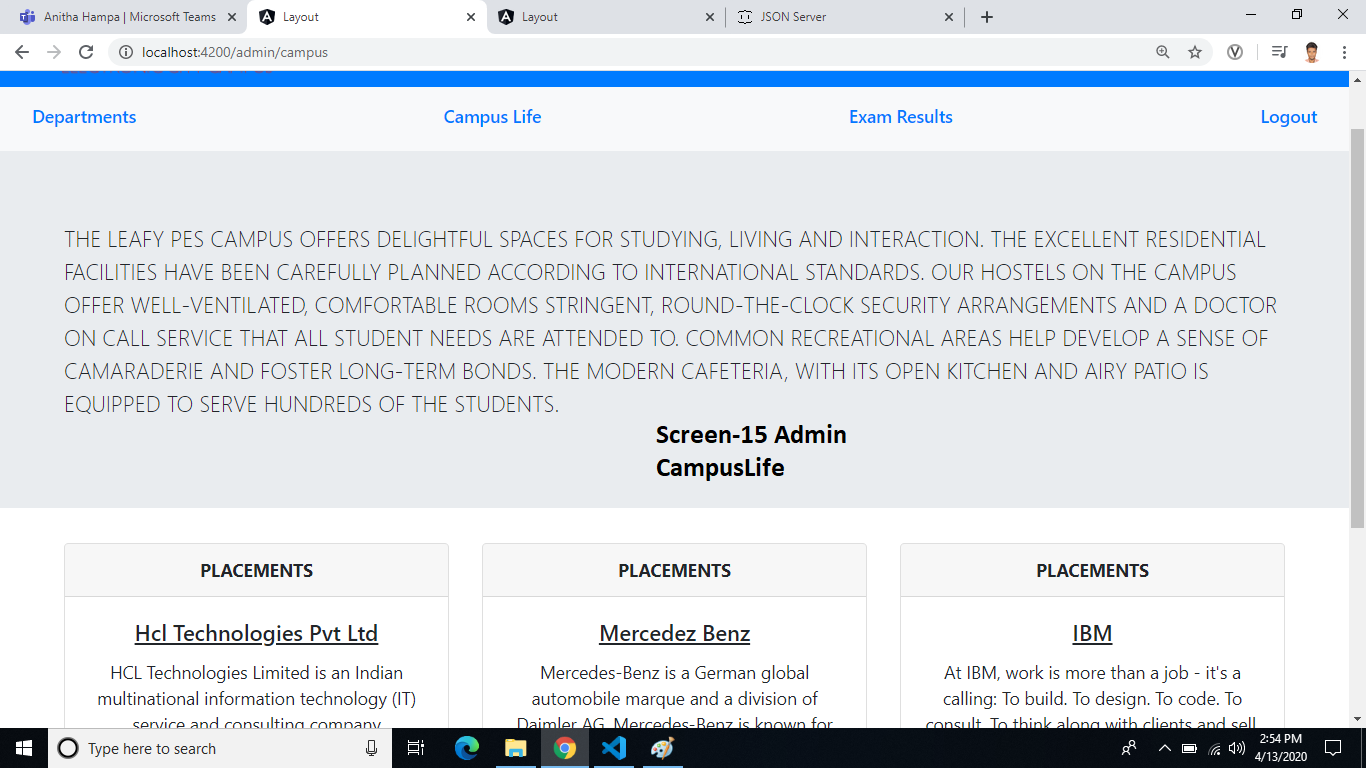 Anitha Hampa | Microsoft Teams
Layout
Layout
JSON Server
localhost:4200/admin/campus
Departments Campus Life Exam Results Logout
THE LEAFY PES CAMPUS OFFERS DELIGHTFUL SPACES FOR STUDYING, LIVING AND INTERACTION. THE EXCELLENT RESIDENTIAL
FACILITIES HAVE BEEN CAREFULLY PLANNED ACCORDING TO INTERNATIONAL STANDARDS. OUR HOSTELS ON THE CAMPUS
OFFER WELL-VENTILATED, COMFORTABLE ROOMS STRINGENT, ROUND-THE-CLOCK SECURITY ARRANGEMENTS AND A DOCTOR
ON CALL SERVICE THAT ALL STUDENT NEEDS ARE ATTENDED TO. COMMON RECREATIONAL AREAS HELP DEVELOP A SENSE OF
CAMARADERIE AND FOSTER LONG-TERM BONDS. THE MODERN CAFETERIA, WITH ITS OPEN KITCHEN AND AIRY PATIO IS
EQUIPPED TO SERVE HUNDREDS OF THE STUDENTS.
Screen-15 Admin
CampusLife
PLACEMENTS
Hcl Technologies Pvt Ltd
HCL Technologies Limited is an Indian
multinational information technology (IT)
service and consulting company
PLACEMENTS
Mercedez Benz
Mercedes-Benz is a German global
automobile marque and a division of
Daimler AG. Mercedes-Benz is known for
PLACEMENTS
IBM
At IBM, work is more than a job - it's a
calling: To build. To design. To code. To
consult. To think along with clients and sell.
Type here to search
2:54 PM
4/13/2020